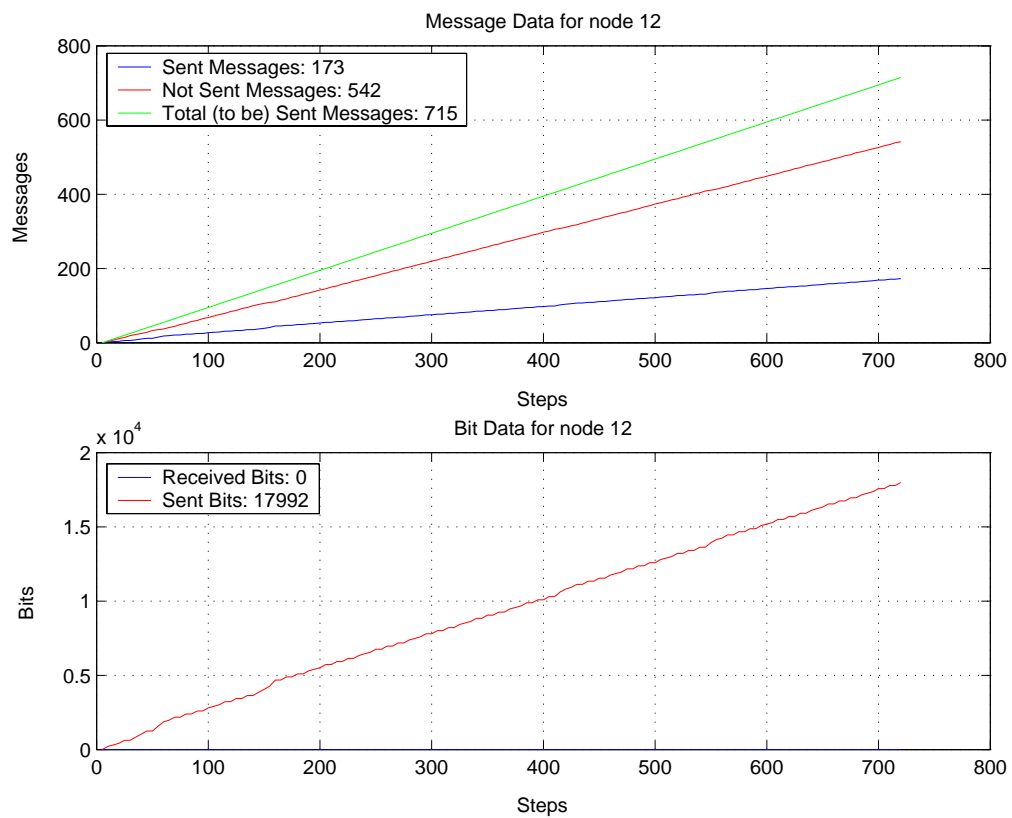 Message Data for node 12
800
600
400
200
0
Messages
Sent Messages: 173
Not Sent Messages: 542
Total (to be) Sent Messages: 715
0 100 200 300 400 500 600 700 800
Steps
Bit Data for node 12
x 10^4
2
1.5
1
0.5
0
Bits
Received Bits: 0
Sent Bits: 17992
0 100 200 300 400 500 600 700 800
Steps